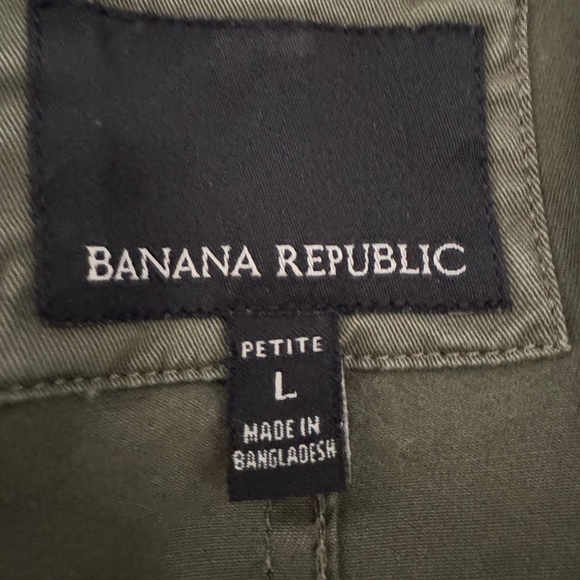 BANANA REPUBLIC
PETITE
L
MADE IN
BANGLADESH